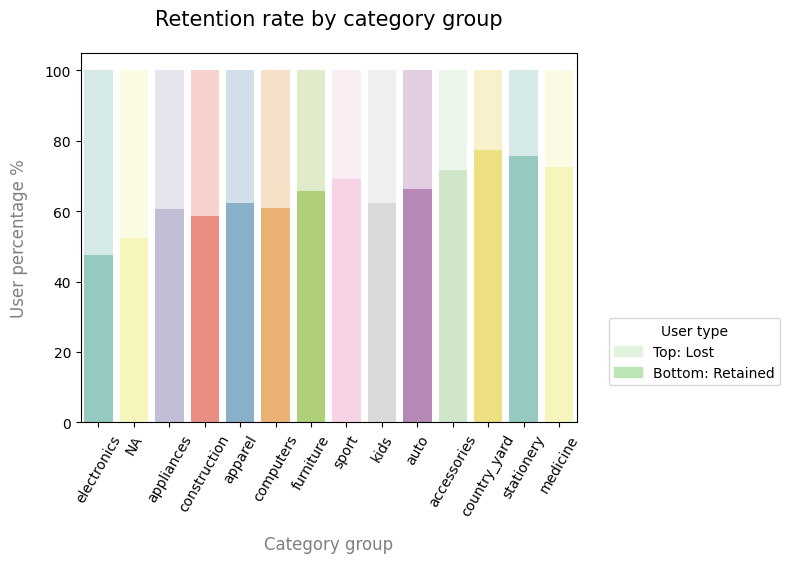 Retention rate by category group
User percentage %
100
80
60
40
20
0
electronics
NA
appliances
construction
apparel
computers
furniture
sport
kids
auto
accessories
country_yard
stationery
medicine
Category group
User type
Top: Lost
Bottom: Retained